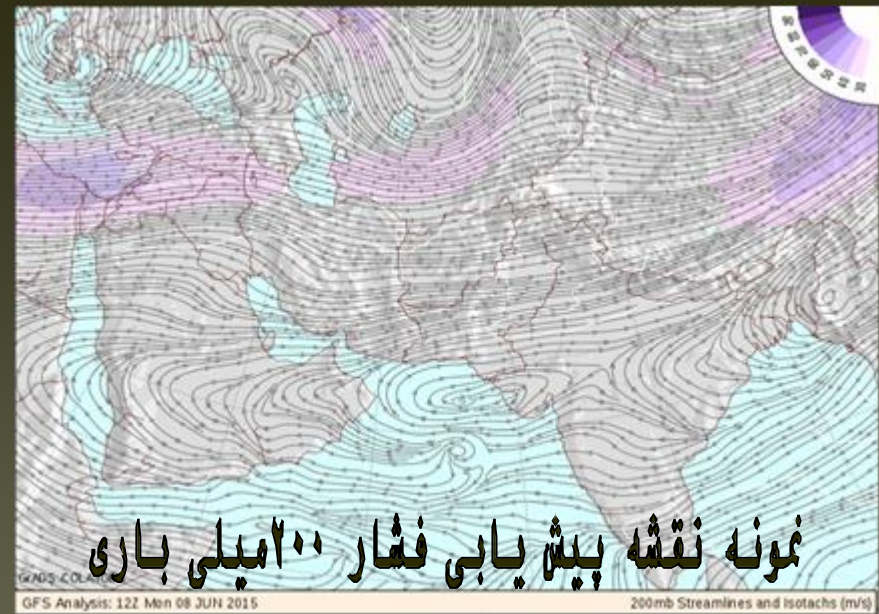 نمونه نقشه پیش یابی فشار ۲۰۰میلی باری
GFS Analysis: 12Z Mon 08 JUN 2015
200mb Streamlines and Isotachs (m/s)